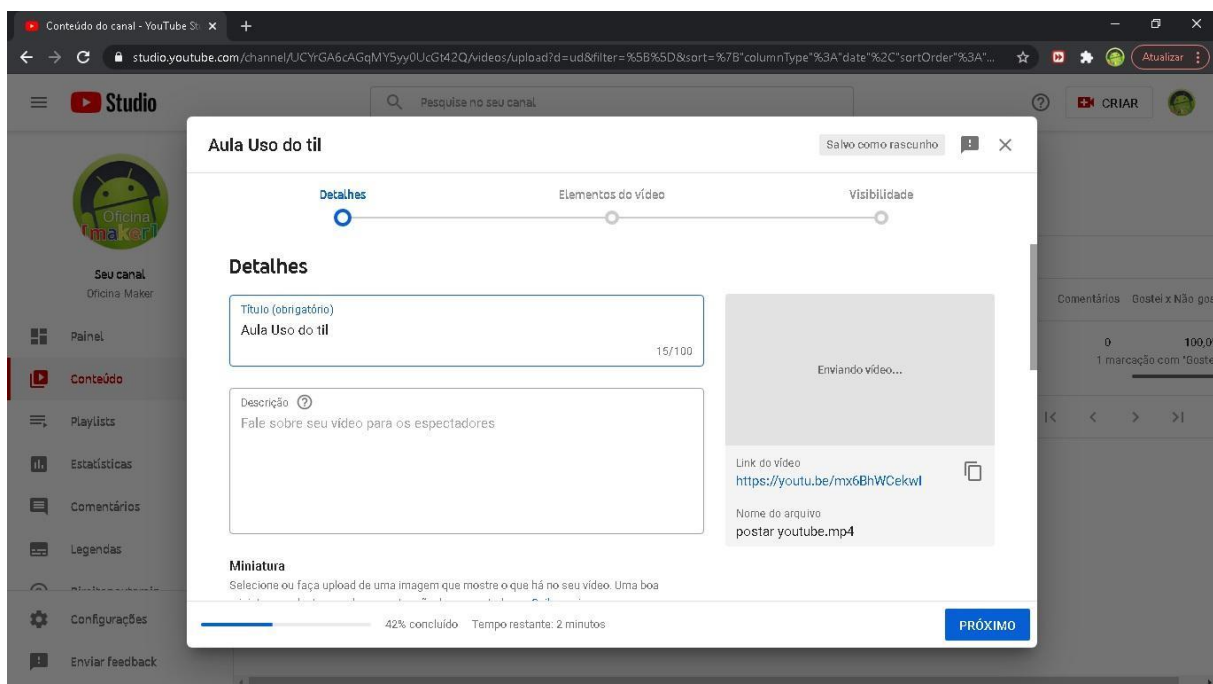 Conteúdo do canal - YouTube St
studio.youtube.com/channel/UCYrGA6cAGqMY5yy0UcGt42Q/videos/upload?d=ud&filter=%5B%5D&sort=%7B"columnType"%3A"date"%2C"sortOrder"%3A"...
Atualizar
Studio
Pesquise no seu canal
CRIAR
Aula Uso do til
Salvo como rascunho
Detalhes
Elementos do vídeo
Visibilidade
Oficina
[maker]
Seu canal
Oficina Maker
Painel
Conteúdo
Playlists
Estatísticas
Comentários
Legendas
Configurações
Enviar feedback
Detalhes
Título (obrigatório)
Aula Uso do til
15/100
Descrição
Fale sobre seu vídeo para os espectadores
Enviando vídeo...
Link do vídeo
https://youtu.be/mx6BhWCekwI
Nome do arquivo
postar youtube.mp4
Miniatura
Selecione ou faça upload de uma imagem que mostre o que há no seu vídeo. Uma boa
42% concluído Tempo restante: 2 minutos
PRÓXIMO
Comentários Gostei x Não gos
0 100,0
1 marcação com "Goste